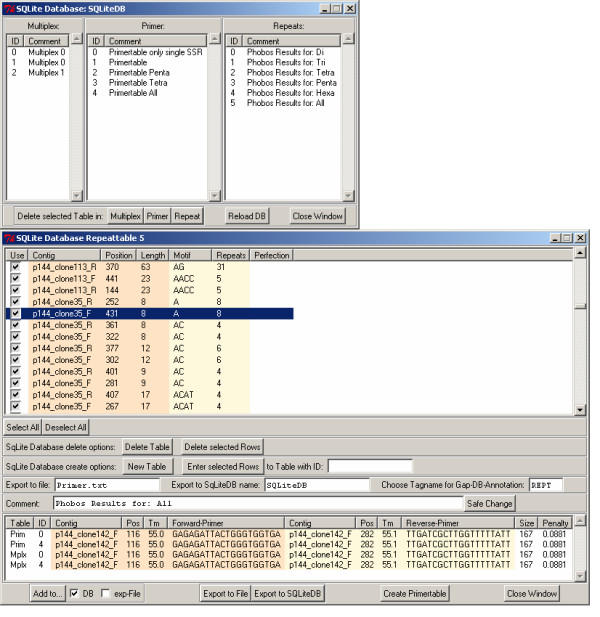 SQLite Database: SQLiteDB
Multiplex: Primer: Repeats:
ID Comment ID Comment ID Comment
0 Multiplex 0 0 Primertable only single SSR 0 Phobos Results for: Di
1 Multiplex 0 1 Primertable 1 Phobos Results for: Tri
2 Multiplex 1 2 Primertable Penta 2 Phobos Results for: Tetra
3 Primertable Tetra 3 Phobos Results for: Penta
4 Primertable All 4 Phobos Results for: Hexa
5 Phobos Results for: All
Delete selected Table in: Multiplex Primer Repeat Reload DB Close Window
SQLite Database Repeattable 5
Use Contig Position Length Motif Repeats Perfection
p144_clone113_R 370 63 AG 31
p144_clone113_F 441 23 AACC 5
p144_clone113_R 144 23 AACC 5
p144_clone35_R 252 8 A 8
p144_clone35_F 431 8 A 8
p144_clone35_R 361 8 AC 4
p144_clone35_F 322 8 AC 4
p144_clone35_R 377 12 AC 6
p144_clone35_F 302 12 AC 6
p144_clone35_R 401 9 AC 4
p144_clone35_F 281 9 AC 4
p144_clone35_R 407 17 ACAT 4
p144_clone35_F 267 17 ACAT 4
Select All Deselect All
SqLite Database delete options: Delete Table Delete selected Rows
SqLite Database create options: New Table Enter selected Rows to Table with ID:
Export to file: Primer.txt Export to SqLiteDB name: SQLiteDB Choose Tagname for Gap-DB-Annotation: REPT
Comment: Phobos Results for: All Safe Change
Table ID Contig Pos Tm Forward-Primer Contig Pos Tm Reverse-Primer Size Penalty
Prim 0 p144_clone142_F 116 55.0 GAGAGATTACTGGGTGGTGA p144_clone142_F 282 55.1 TTGATCGCTTGGTTTTTATT 167 0.0881
Prim 4 p144_clone142_F 116 55.0 GAGAGATTACTGGGTGGTGA p144_clone142_F 282 55.1 TTGATCGCTTGGTTTTTATT 167 0.0881
Mplx 0 p144_clone142_F 116 55.0 GAGAGATTACTGGGTGGTGA p144_clone142_F 282 55.1 TTGATCGCTTGGTTTTTATT 167 0.0881
Mplx 4 p144_clone142_F 116 55.0 GAGAGATTACTGGGTGGTGA p144_clone142_F 282 55.1 TTGATCGCTTGGTTTTTATT 167 0.0881
Add to... DB exp-File Export to File Export to SQLiteDB Create Primertable Close Window